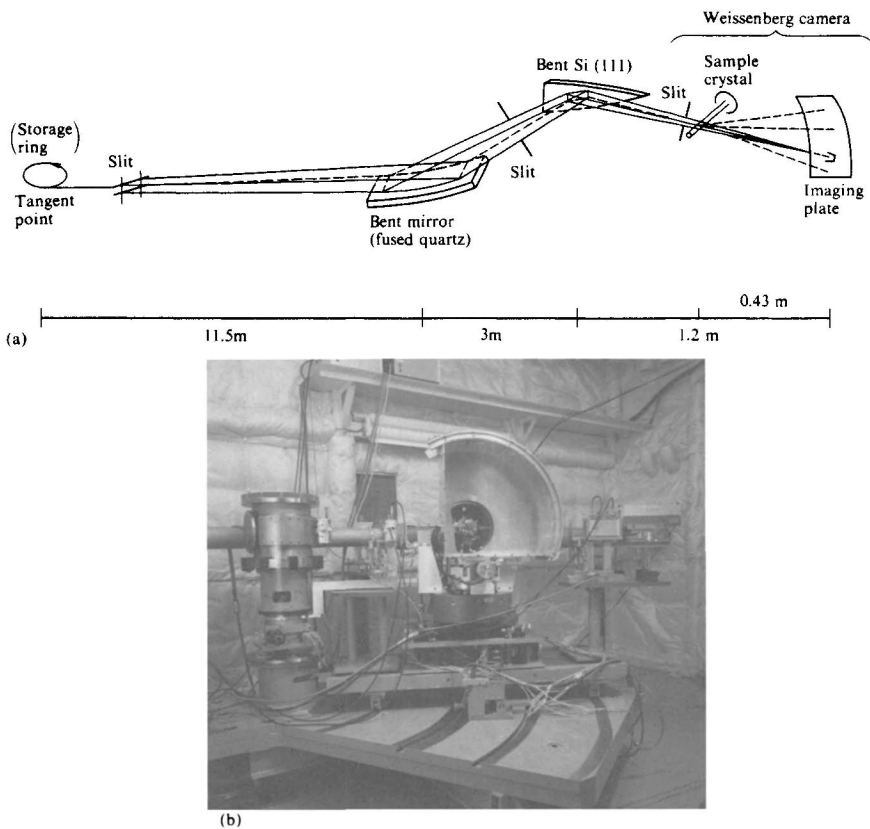 Weissenberg camera
Bent Si (111)
Sample
crystal
Slit
(Storage
ring)
Slit
Tangent
point
Slit
Bent mirror
(fused quartz)
Imaging
plate
0.43 m
(a)
11.5m
3m
1.2 m
(b)